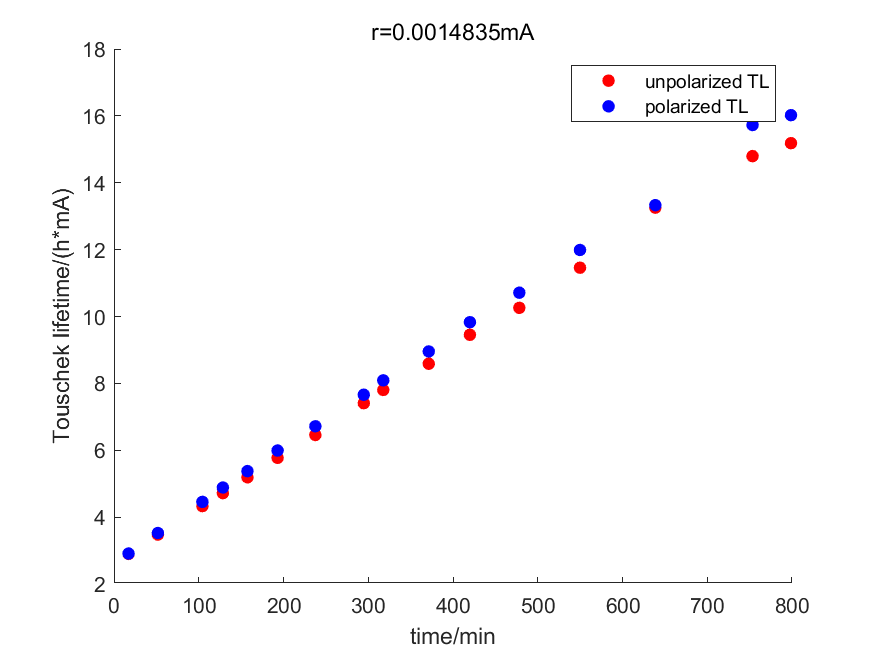 r=0.0014835mA
18
16
14
12
10
8
6
4
2
Touschek lifetime/(h*mA)
unpolarized TL
polarized TL
0 100 200 300 400 500 600 700 800
time/min